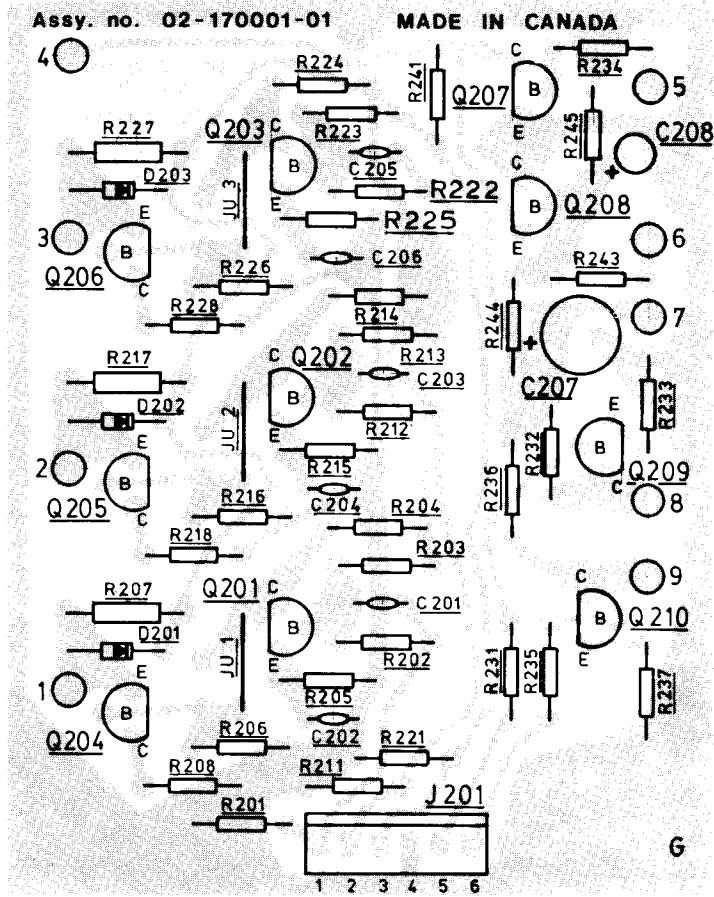 Assy. no. 02-170001-01 MADE IN CANADA
4
R224
R241
Q207
C
B
E
R234
5
R227
Q203
C
R223
R245
C208
+
D203
JU 3
B
C205
C
E
R222
B
Q208
3
E
B
R225
E
6
Q206
C
R226
C206
R243
R228
R214
R244
+
7
R217
C
Q202
R213
C203
C207
D202
E
JU 2
B
R212
E
R233
2
B
E
R215
R236
R232
B
Q209
Q205
C
R216
C204
R204
C
8
R218
R203
R207
Q201
C
C201
C
9
D201
E
JU 1
B
R202
B
Q210
1
B
E
R205
R231
R235
E
R237
Q204
C
R206
C202
R221
R208
R211
R201
J201
1 2 3 4 5 6
G